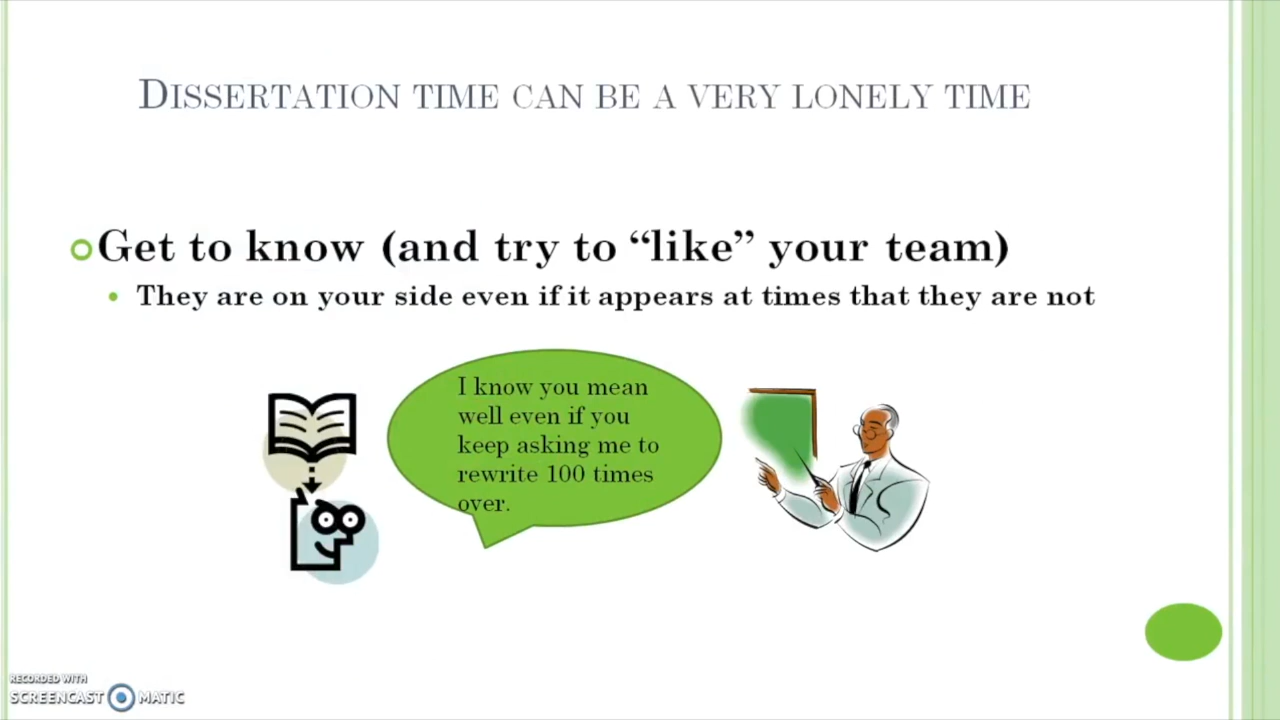 DISSERTATION TIME CAN BE A VERY LONELY TIME
Get to know (and try to “like” your team)
They are on your side even if it appears at times that they are not
I know you mean
well even if you
keep asking me to
rewrite 100 times
over.
RECORDED WITH
SCREENCAST MATIC